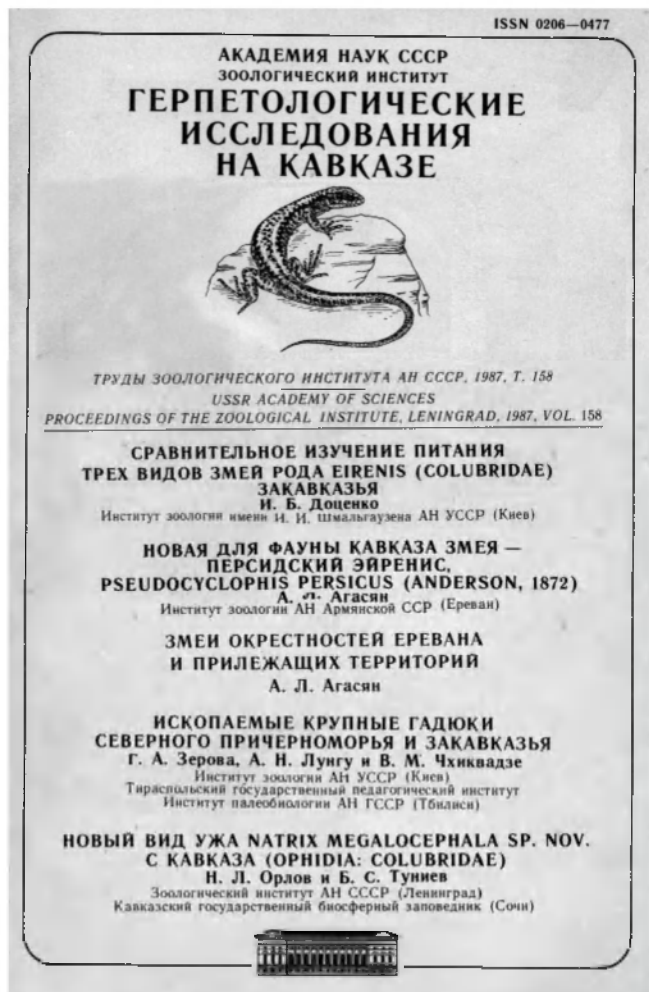 ISSN 0206—0477
АКАДЕМИЯ НАУК СССР
ЗООЛОГИЧЕСКИЙ ИНСТИТУТ
ГЕРПЕТОЛОГИЧЕСКИЕ
ИССЛЕДОВАНИЯ
НА КАВКАЗЕ
ТРУДЫ ЗООЛОГИЧЕСКОГО ИНСТИТУТА АН СССР, 1987, Т. 158
USSR ACADEMY OF SCIENCES
PROCEEDINGS OF THE ZOOLOGICAL INSTITUTE, LENINGRAD, 1987, VOL. 158
СРАВНИТЕЛЬНОЕ ИЗУЧЕНИЕ ПИТАНИЯ
ТРЕХ ВИДОВ ЗМЕЙ РОДА EIRENIS (COLUBRIDAE)
ЗАКАВКАЗЬЯ
И. Б. Доценко
Институт зоологии имени И. И. Шмальгаузена АН УССР (Киев)
НОВАЯ ДЛЯ ФАУНЫ КАВКАЗА ЗМЕЯ —
ПЕРСИДСКИЙ ЭЙРЕНИС,
PSEUDOCYCLOPHIS PERSICUS (ANDERSON, 1872)
А. Л. Агасян
Институт зоологии АН Армянской ССР (Ереван)
ЗМЕИ ОКРЕСТНОСТЕЙ ЕРЕВАНА
И ПРИЛЕЖАЩИХ ТЕРРИТОРИЙ
А. Л. Агасян
ИСКОПАЕМЫЕ КРУПНЫЕ ГАДЮКИ
СЕВЕРНОГО ПРИЧЕРНОМОРЬЯ И ЗАКАВКАЗЬЯ
Г. А. Зерова, А. Н. Лунгу и В. М. Чхиквадзе
Институт зоологии АН УССР (Киев)
Тираспольский государственный педагогический институт
Институт палеобиологии АН ГССР (Тбилиси)
НОВЫЙ ВИД УЖА NATRIX MEGALOCEPHALA SP. NOV.
С КАВКАЗА (OPHIDIA: COLUBRIDAE)
Н. Л. Орлов и Б. С. Туниев
Зоологический институт АН СССР (Ленинград)
Кавказский государственный биосферный заповедник (Сочи)